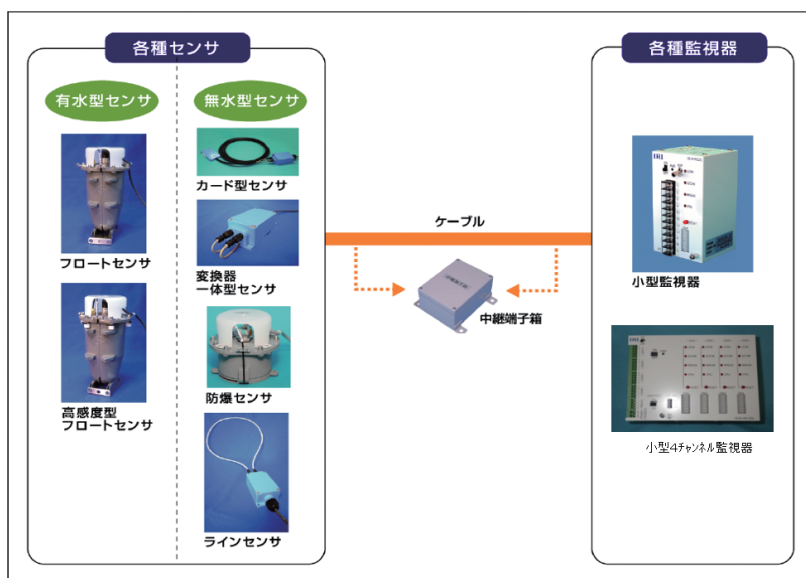 各種センサ
有水型センサ
無水型センサ
フロートセンサ
高感度型
フロートセンサ
カード型センサ
変換器
一体型センサ
防爆センサ
ラインセンサ
ケーブル
中継端子箱
各種監視器
小型監視器
小型4チャンネル監視器